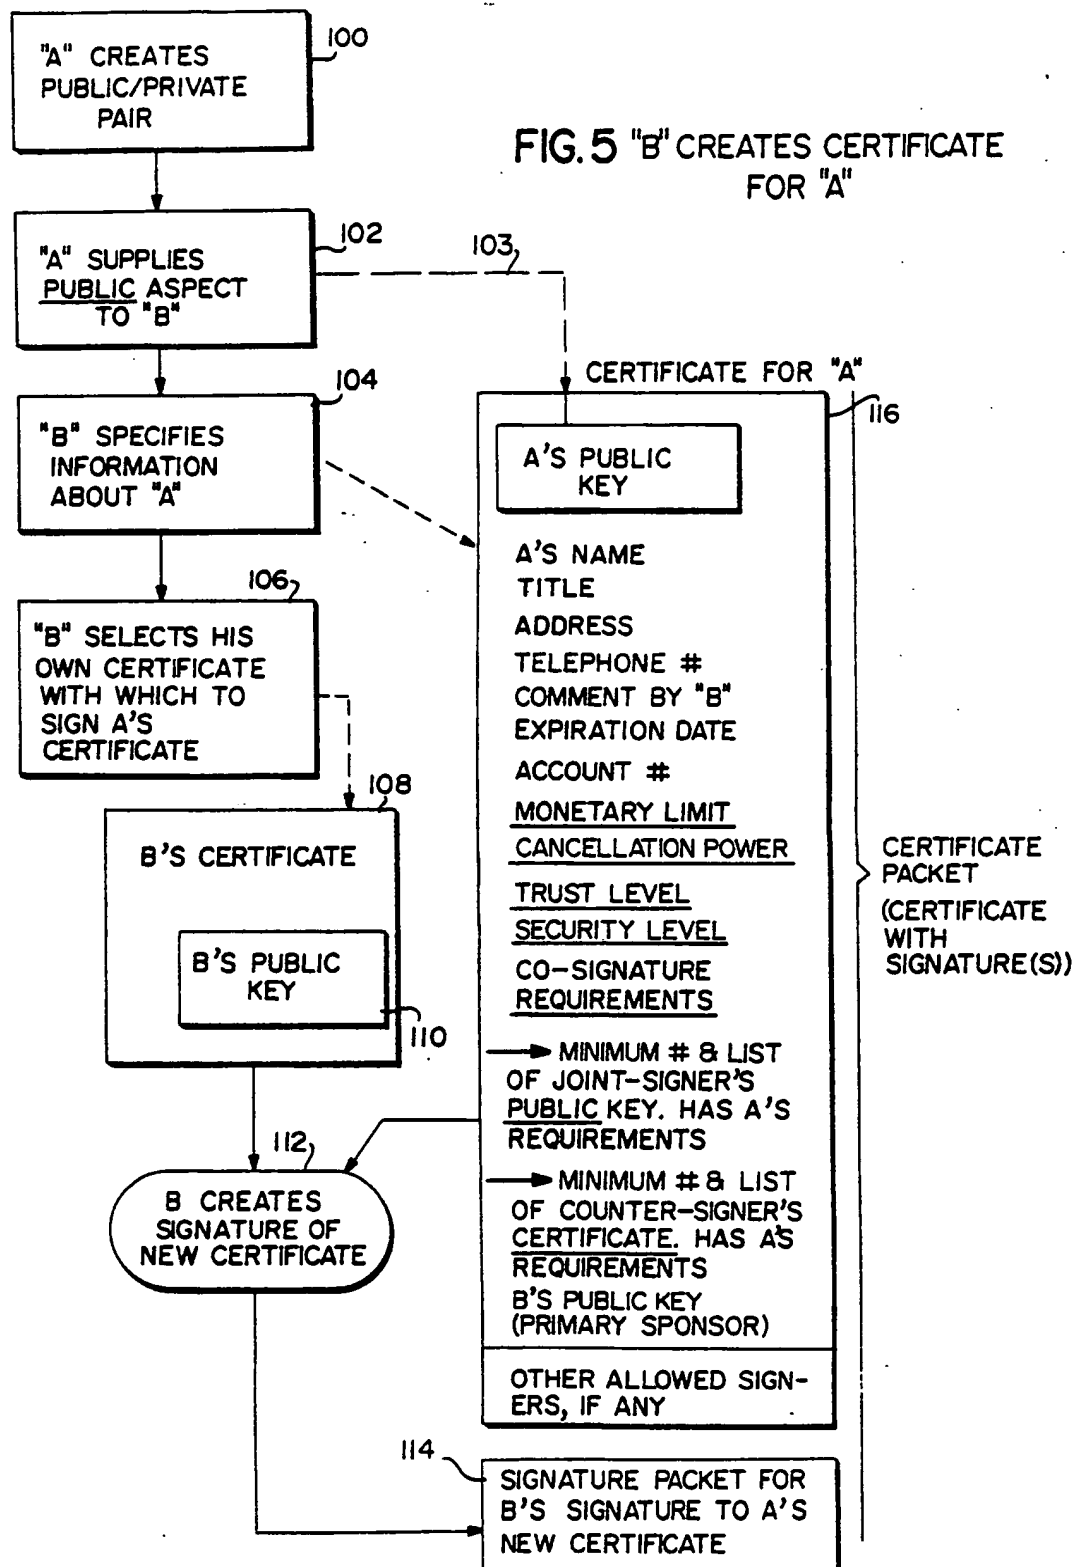 "A" CREATES
PUBLIC/PRIVATE
PAIR
100
FIG. 5 "B" CREATES CERTIFICATE
FOR "A"
"A" SUPPLIES
PUBLIC ASPECT
TO "B"
102
103
"B" SPECIFIES
INFORMATION
ABOUT "A"
104
"B" SELECTS HIS
OWN CERTIFICATE
WITH WHICH TO
SIGN A'S
CERTIFICATE
106
B'S CERTIFICATE
108
B'S PUBLIC
KEY
110
B CREATES
SIGNATURE OF
NEW CERTIFICATE
112
CERTIFICATE FOR "A"
116
A'S PUBLIC
KEY
A'S NAME
TITLE
ADDRESS
TELEPHONE #
COMMENT BY "B"
EXPIRATION DATE
ACCOUNT #
MONETARY LIMIT
CANCELLATION POWER
TRUST LEVEL
SECURITY LEVEL
CO-SIGNATURE
REQUIREMENTS
MINIMUM # & LIST
OF JOINT-SIGNER'S
PUBLIC KEY. HAS A'S
REQUIREMENTS
MINIMUM # & LIST
OF COUNTER-SIGNER'S
CERTIFICATE. HAS A'S
REQUIREMENTS
B'S PUBLIC KEY
(PRIMARY SPONSOR)
OTHER ALLOWED SIGN-
ERS, IF ANY
114
SIGNATURE PACKET FOR
B'S SIGNATURE TO A'S
NEW CERTIFICATE
CERTIFICATE
PACKET
(CERTIFICATE
WITH
SIGNATURE(S))